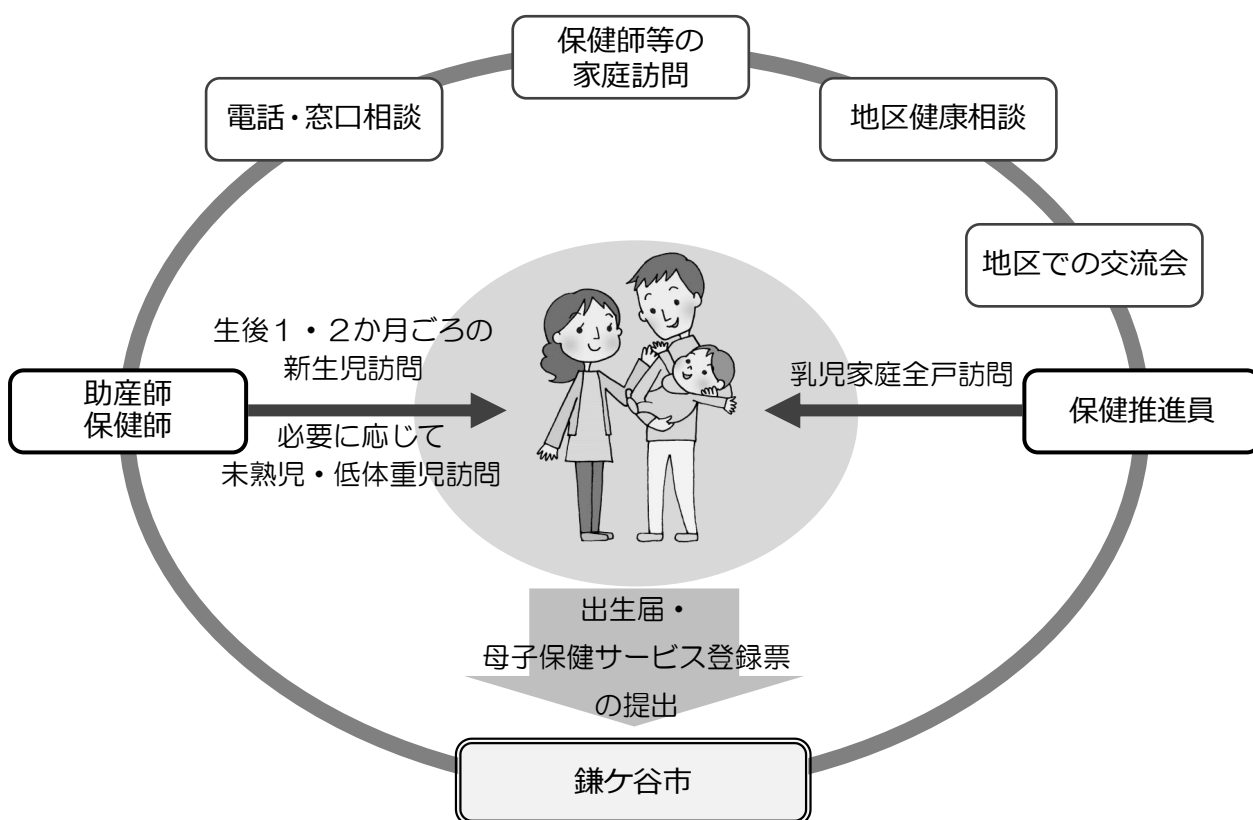 保健師等の
家庭訪問
電話・窓口相談
地区健康相談
地区での交流会
生後１・２か月ごろの
新生児訪問
乳児家庭全戸訪問
助産師
保健師
保健推進員
必要に応じて
未熟児・低体重児訪問
出生届・
母子保健サービス登録票
の提出
鎌ケ谷市